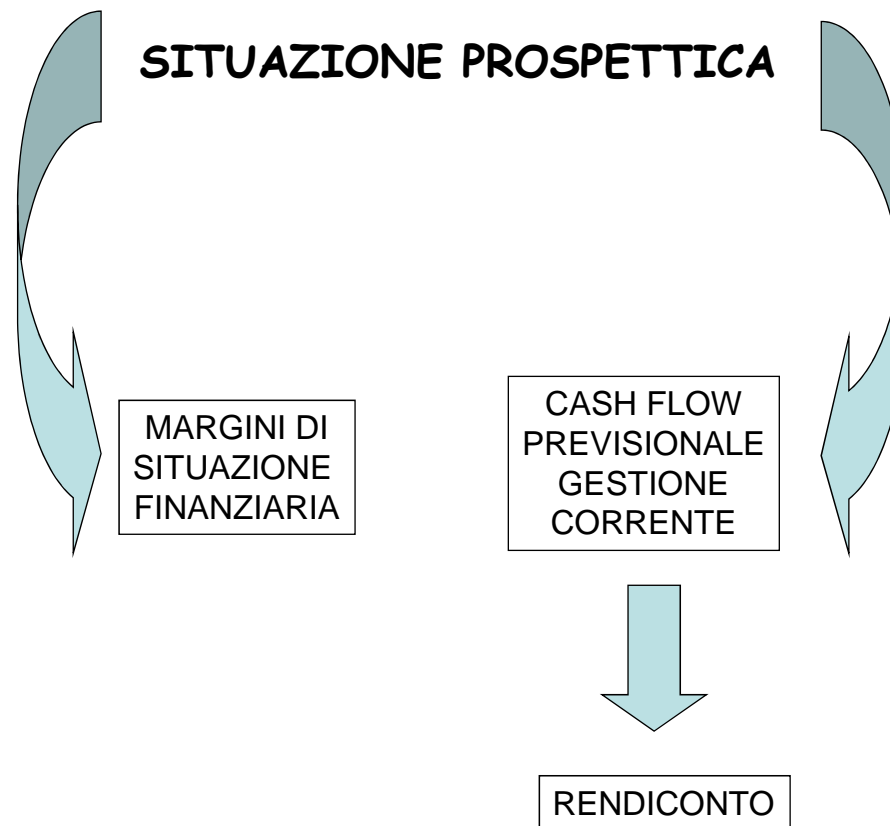 SITUAZIONE PROSPETTICA
MARGINI DI
SITUAZIONE
FINANZIARIA
CASH FLOW
PREVISIONALE
GESTIONE
CORRENTE
RENDICONTO